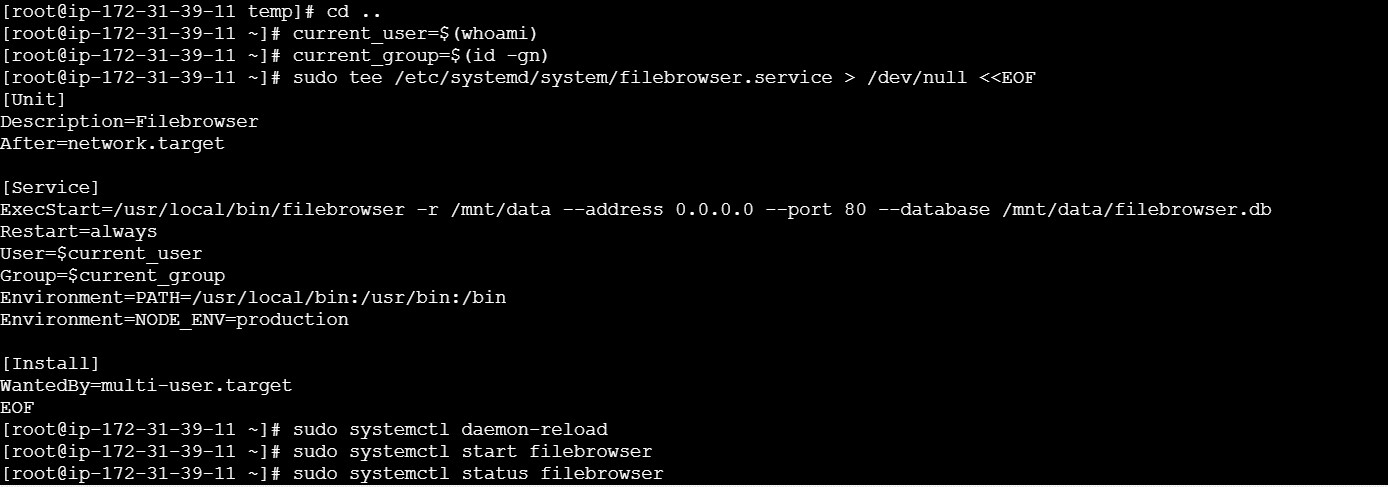 [root@ip-172-31-39-11 temp]# cd ..
[root@ip-172-31-39-11 ~]# current_user=$(whoami)
[root@ip-172-31-39-11 ~]# current_group=$(id -gn)
[root@ip-172-31-39-11 ~]# sudo tee /etc/systemd/system/filebrowser.service > /dev/null <<EOF
[Unit]
Description=Filebrowser
After=network.target

[Service]
ExecStart=/usr/local/bin/filebrowser -r /mnt/data --address 0.0.0.0 --port 80 --database /mnt/data/filebrowser.db
Restart=always
User=$current_user
Group=$current_group
Environment=PATH=/usr/local/bin:/usr/bin:/bin
Environment=NODE_ENV=production

[Install]
WantedBy=multi-user.target
EOF
[root@ip-172-31-39-11 ~]# sudo systemctl daemon-reload
[root@ip-172-31-39-11 ~]# sudo systemctl start filebrowser
[root@ip-172-31-39-11 ~]# sudo systemctl status filebrowser